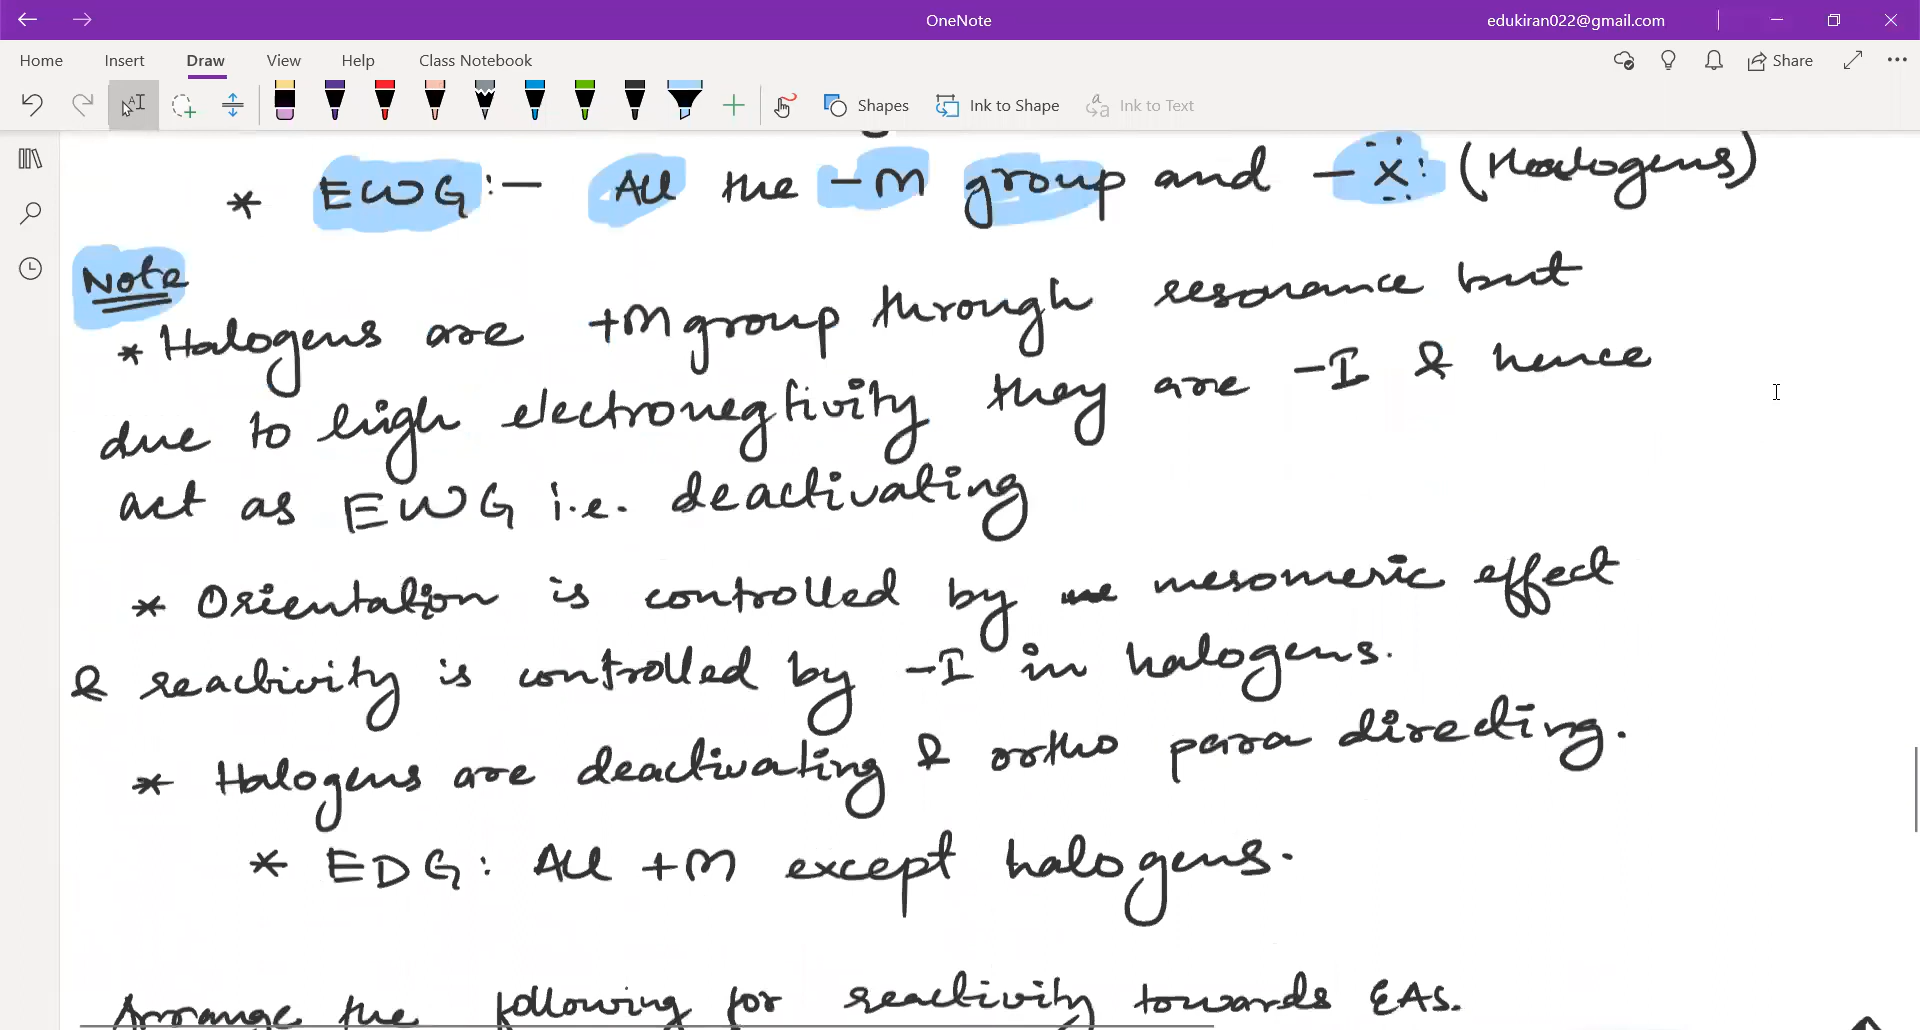 OneNote
edukiran022@gmail.com
Home Insert Draw View Help Class Notebook Share
Shapes Ink to Shape Ink to Text
* EWG :- All the -M group and -X: (Halogens)
Note
* Halogens are +M group through resonance but
due to high electronegtivity they are -I & hence
act as EWG i.e. deactivating
* Orientation is controlled by mesomeric effect
& reactivity is controlled by -I in halogens.
* Halogens are deactivating & ortho para directing.
* EDG: All +M except halogens.
Arrange the following for reactivity towards EAS.